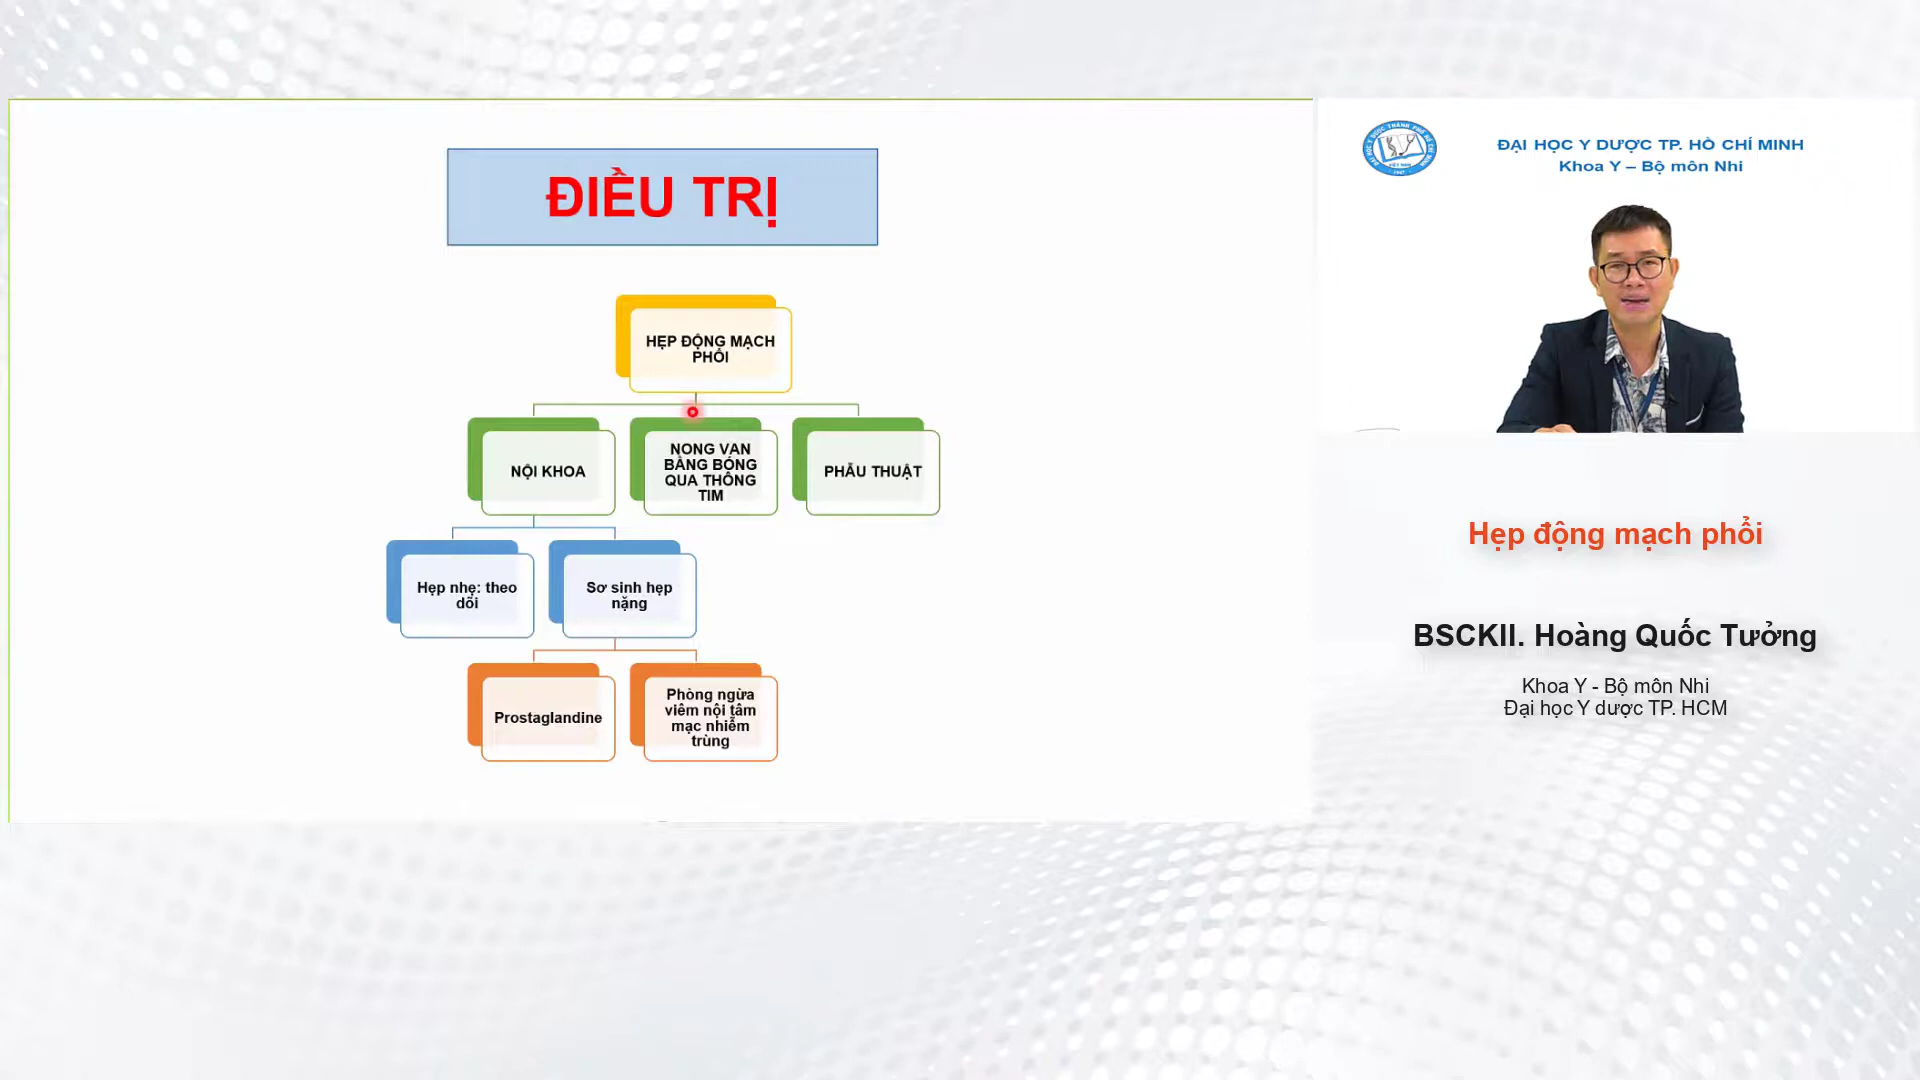 ĐIỀU TRỊ
HẸP ĐỘNG MẠCH
PHỔI
NỘI KHOA
NONG VAN
BẰNG BÓNG
QUA THÔNG
TIM
PHẪU THUẬT
Hẹp nhẹ: theo
dõi
Sơ sinh hẹp
nặng
Prostaglandine
Phòng ngừa
viêm nội tâm
mạc nhiễm
trùng
ĐẠI HỌC Y DƯỢC TP. HỒ CHÍ MINH
Khoa Y – Bộ môn Nhi
Hẹp động mạch phổi
BSCKII. Hoàng Quốc Tưởng
Khoa Y - Bộ môn Nhi
Đại học Y dược TP. HCM